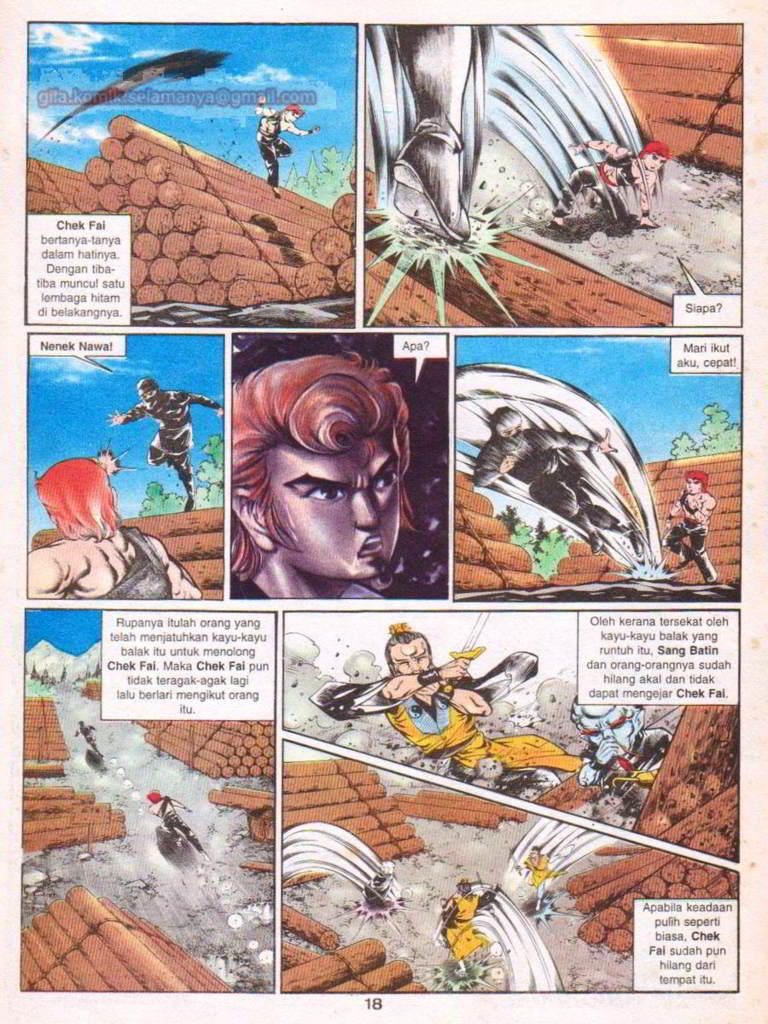 gila.komik.selamanya@gmail.com
Chek Fai
bertanya-tanya
dalam hatinya.
Dengan tiba-
tiba muncul satu
lembaga hitam
di belakangnya.
Siapa?
Nenek Nawa!
Apa?
Mari ikut
aku, cepat!
Rupanya itulah orang yang
telah menjatuhkan kayu-kayu
balak itu untuk menolong
Chek Fai. Maka Chek Fai pun
tidak teragak-agak lagi
lalu berlari mengikut orang
itu.
Oleh kerana tersekat oleh
kayu-kayu balak yang
runtuh itu, Sang Batin
dan orang-orangnya sudah
hilang akal dan tidak
dapat mengejar Chek Fai.
Apabila keadaan
pulih seperti
biasa, Chek
Fai sudah pun
hilang dari
tempat itu.
18